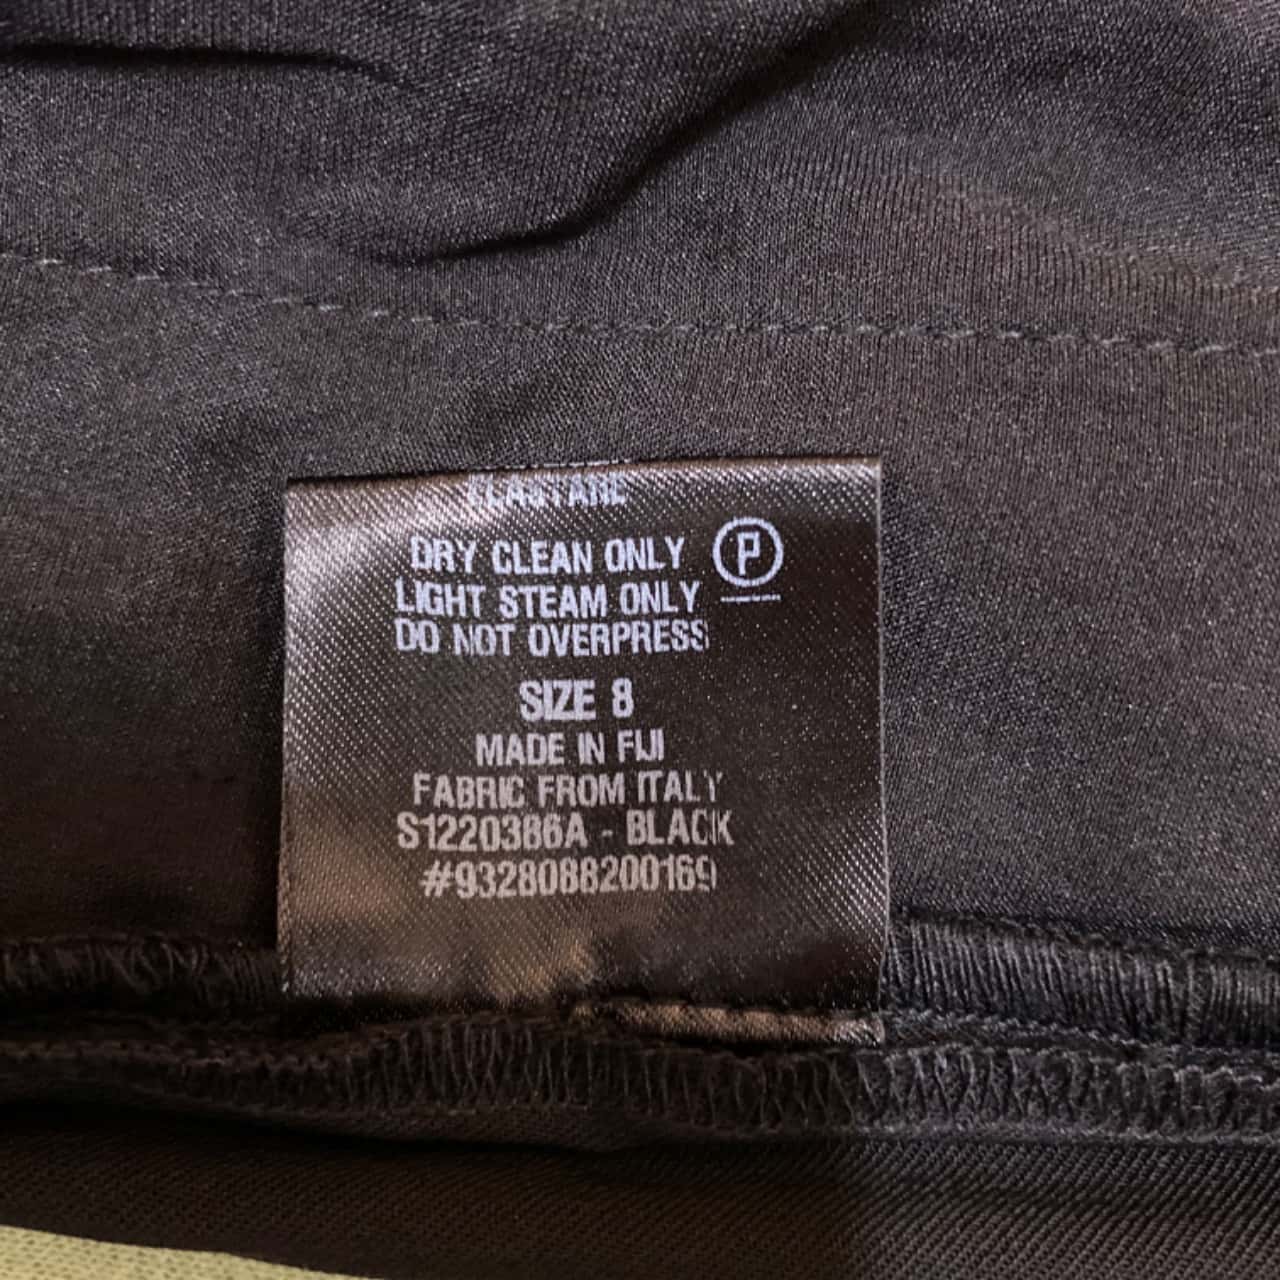 ELASTANE
DRY CLEAN ONLY P
LIGHT STEAM ONLY
DO NOT OVERPRESS
SIZE 8
MADE IN FIJI
FABRIC FROM ITALY
S1220386A - BLACK
#9328088200169